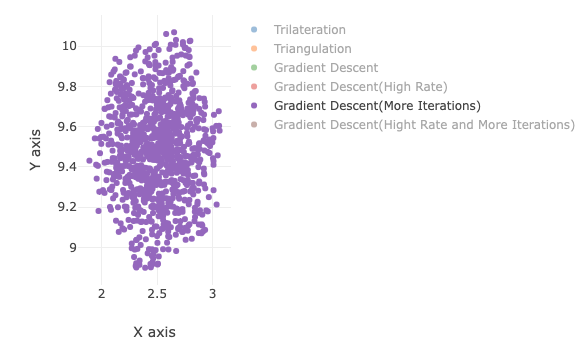 Trilateration
Triangulation
Gradient Descent
Gradient Descent(High Rate)
Gradient Descent(More Iterations)
Gradient Descent(Hight Rate and More Iterations)
10
9.8
9.6
9.4
9.2
9
Y axis
2
2.5
3
X axis